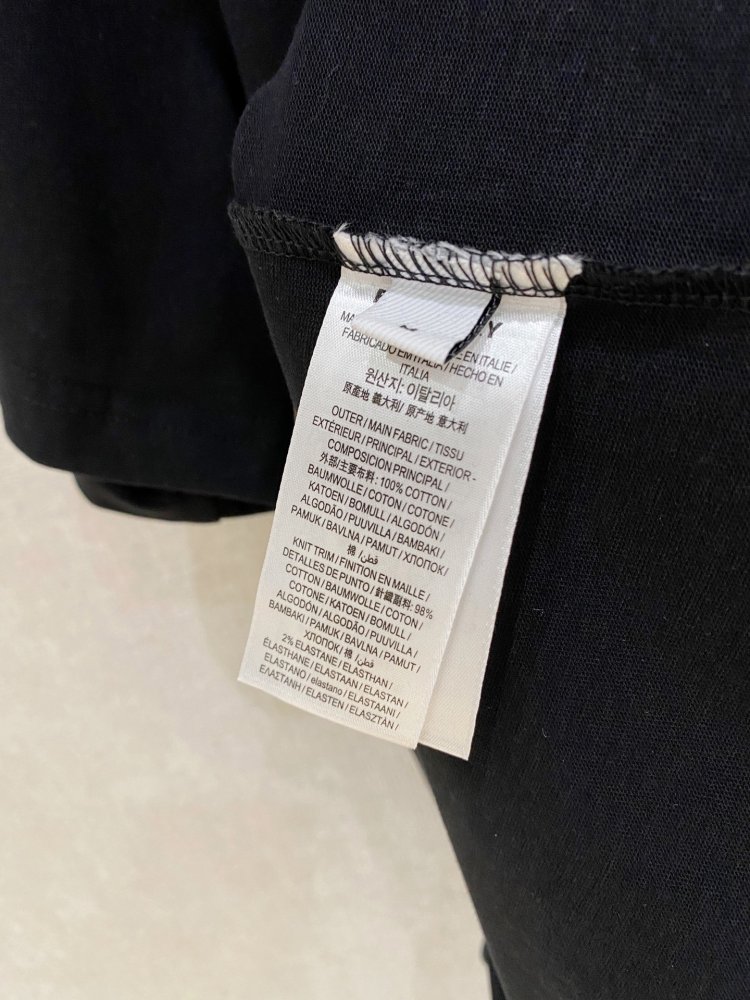 Y
MA E EN ITALIE /
FABRICADO EM ITALIA / HECHO EN
ITALIA
원산지: 이탈리아
原產地 義大利/ 原产地 意大利
OUTER / MAIN FABRIC / TISSU
EXTÉRIEUR / PRINCIPAL / EXTERIOR -
COMPOSICION PRINCIPAL /
外部/主要布料: 100% COTTON /
BAUMWOLLE / COTON / COTONE /
KATOEN / BOMULL / ALGODÓN /
ALGODÃO / PUUVILLA / BAMBAKI /
PAMUK / BAVLNA / PAMUT / ХЛОПОК /
棉 / قطن /
KNIT TRIM / FINITION EN MAILLE /
DETALLES DE PUNTO / 針織副料: 98%
COTTON / BAUMWOLLE / COTON /
COTONE / KATOEN / BOMULL /
ALGODÓN / ALGODÃO / PUUVILLA /
BAMBAKI / PAMUK / BAVLNA / PAMUT /
ХЛОПОК / 棉 / قطن /
2% ELASTANE / ELASTHAN /
ÉLASTHANE / ELASTAAN / ELASTAN /
ELASTANO / elastano / ELASTAANI /
ΕΛΑΣΤΑΝΗ / ELASTEN / ELASZTÁN /